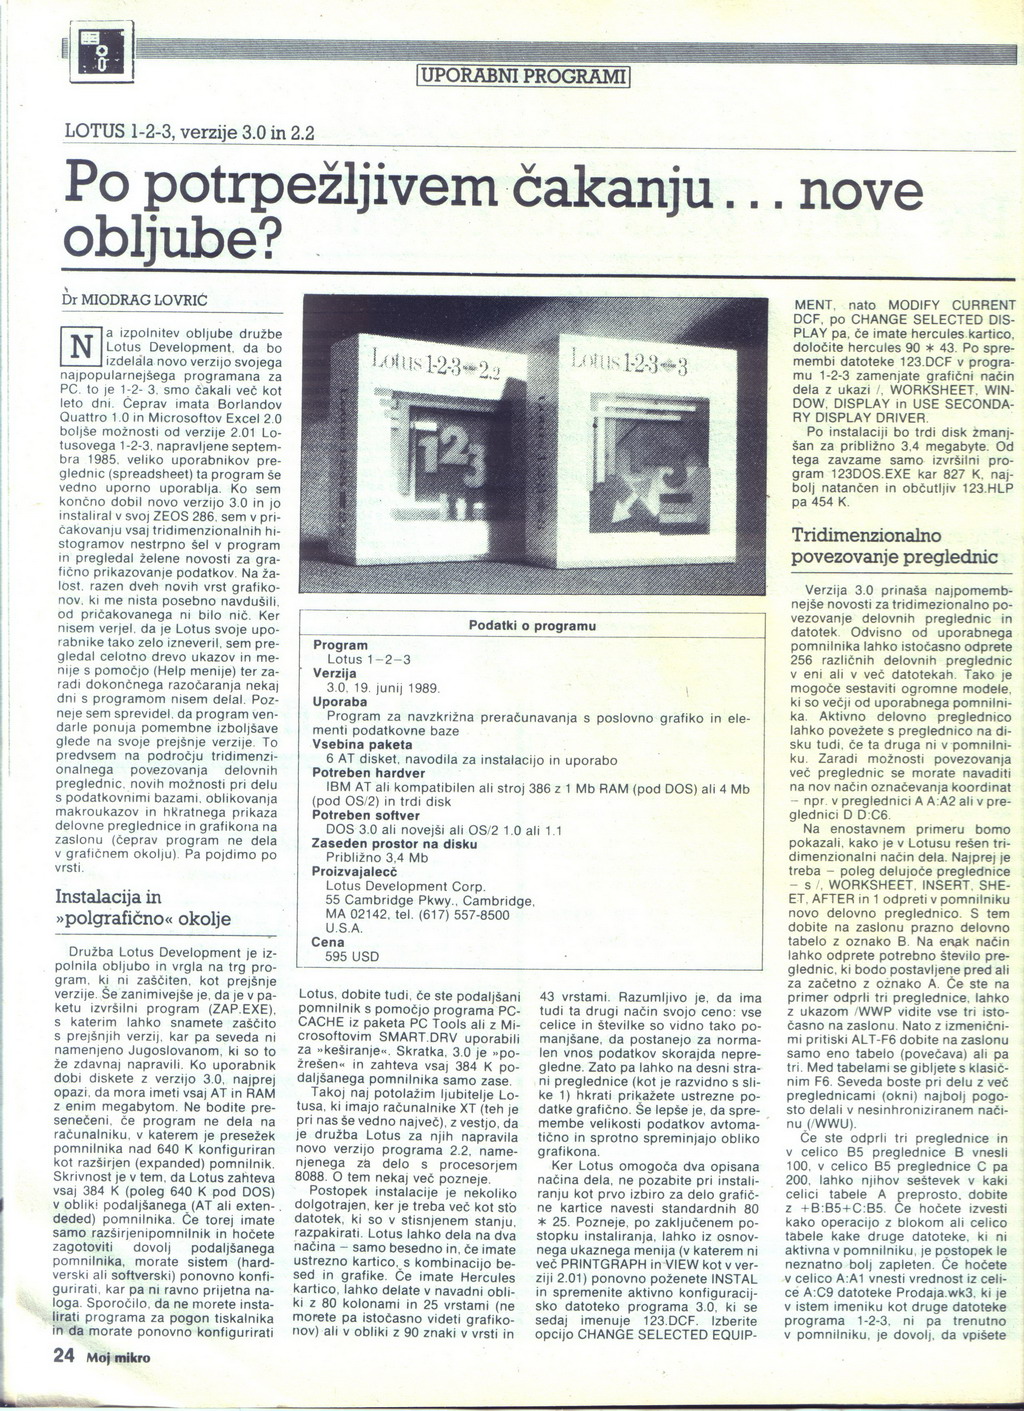 UPORABNI PROGRAMI
LOTUS 1-2-3, verzije 3.0 in 2.2
Po potrpežljivem čakanju... nove
obljube?
Dr MIODRAG LOVRIĆ
Na izpolnitev obljube družbe
Lotus Development, da bo
izdelala novo verzijo svojega
najpopularnejšega programana za
PC, to je 1-2- 3, smo čakali več kot
leto dni. Čeprav imata Borlandov
Quattro 1.0 in Microsoftov Excel 2.0
boljše možnosti od verzije 2.01 Lo-
tusovega 1-2-3, napravljene septem-
bra 1985, veliko uporabnikov pre-
glednic (spreadsheet) ta program še
vedno uporno uporablja. Ko sem
končno dobil novo verzijo 3.0 in jo
instaliral v svoj ZEOS 286, sem v pri-
čakovanju vsaj tridimenzionalnih hi-
stogramov nestrpno šel v program
in pregledal želene novosti za gra-
fično prikazovanje podatkov. Na ža-
lost, razen dveh novih vrst grafiko-
nov, ki me nista posebno navdušili,
od pričakovanega ni bilo nič. Ker
nisem verjel, da je Lotus svoje upo-
rabnike tako zelo izneveril, sem pre-
gledal celotno drevo ukazov in me-
nije s pomočjo (Help menije) ter za-
radi dokončnega razočaranja nekaj
dni s programom nisem delal. Poz-
neje sem sprevidel, da program ven-
darle ponuja pomembne izboljšave
glede na svoje prejšnje verzije. To
predvsem na področju tridimenzi-
onalnega povezovanja delovnih
preglednic, novih možnosti pri delu
s podatkovnimi bazami, oblikovanja
makroukazov in hkratnega prikaza
delovne preglednice in grafikona na
zaslonu (čeprav program ne dela
v grafičnem okolju). Pa pojdimo po
vrsti.
Instalacija in
»polgrafično« okolje
Družba Lotus Development je iz-
polnila obljubo in vrgla na trg pro-
gram, ki ni zaščiten, kot prejšnje
verzije. Še zanimivejše je, da je v pa-
ketu izvršilni program (ZAP.EXE),
s katerim lahko snamete zaščito
s prejšnjih verzij, kar pa seveda ni
namenjeno Jugoslovanom, ki so to
že zdavnaj napravili. Ko uporabnik
dobi diskete z verzijo 3.0, najprej
opazi, da mora imeti vsaj AT in RAM
z enim megabytom. Ne bodite pre-
senečeni, če program ne dela na
računalniku, v katerem je presežek
pomnilnika nad 640 K konfiguriran
kot razširjen (expanded) pomnilnik.
Skrivnost je v tem, da Lotus zahteva
vsaj 384 K (poleg 640 K pod DOS)
v obliki podaljšanega (AT ali exten-
deded) pomnilnika. Če torej imate
samo razširjenipomnilnik in hočete
zagotoviti dovolj podaljšanega
pomnilnika, morate sistem (hard-
verski ali softverski) ponovno konfi-
gurirati, kar pa ni ravno prijetna na-
loga. Sporočilo, da ne morete insta-
lirati programa za pogon tiskalnika
in da morate ponovno konfigurirati
Lotus 1-2-3 2.2
Lotus 1-2-3 3
123
Podatki o programu
Program
Lotus 1–2–3
Verzija
3.0, 19. junij 1989.
Uporaba
Program za navzkrižna preračunavanja s poslovno grafiko in ele-
menti podatkovne baze
Vsebina paketa
6 AT disket, navodila za instalacijo in uporabo
Potreben hardver
IBM AT ali kompatibilen ali stroj 386 z 1 Mb RAM (pod DOS) ali 4 Mb
(pod OS/2) in trdi disk
Potreben softver
DOS 3.0 ali novejši ali OS/2 1.0 ali 1.1
Zaseden prostor na disku
Približno 3,4 Mb
Proizvajalecč
Lotus Development Corp.
55 Cambridge Pkwy., Cambridge,
MA 02142, tel. (617) 557-8500
U.S.A.
Cena
595 USD
Lotus, dobite tudi, če ste podaljšani
pomnilnik s pomočjo programa PC-
CACHE iz paketa PC Tools ali z Mi-
crosoftovim SMART.DRV uporabili
za »keširanje«. Skratka, 3.0 je »po-
žrešen« in zahteva vsaj 384 K po-
daljšanega pomnilnika samo zase.
Takoj naj potolažim ljubitelje Lo-
tusa, ki imajo računalnike XT (teh je
pri nas še vedno največ), z vestjo, da
je družba Lotus za njih napravila
novo verzijo programa 2.2, name-
njenega za delo s procesorjem
8088. O tem nekaj več pozneje.
Postopek instalacije je nekoliko
dolgotrajen, ker je treba več kot sto
datotek, ki so v stisnjenem stanju,
razpakirati. Lotus lahko dela na dva
načina – samo besedno in, če imate
ustrezno kartico, s kombinacijo be-
sed in grafike. Če imate Hercules
kartico, lahko delate v navadni obli-
ki z 80 kolonami in 25 vrstami (ne
morete pa istočasno videti grafiko-
nov) ali v obliki z 90 znaki v vrsti in
43 vrstami. Razumljivo je, da ima
tudi ta drugi način svojo ceno: vse
celice in številke so vidno tako po-
manjšane, da postanejo za norma-
len vnos podatkov skorajda nepre-
gledne. Zato pa lahko na desni stra-
ni preglednice (kot je razvidno s sli-
ke 1) hkrati prikažete ustrezne po-
datke grafično. Še lepše je, da spre-
membe velikosti podatkov avtoma-
tično in sprotno spreminjajo obliko
grafikona.
Ker Lotus omogoča dva opisana
načina dela, ne pozabite pri instali-
ranju kot prvo izbiro za delo grafič-
ne kartice navesti standardnih 80
* 25. Pozneje, po zaključenem po-
stopku instaliranja, lahko iz osnov-
nega ukaznega menija (v katerem ni
več PRINTGRAPH in VIEW kot v ver-
ziji 2.01) ponovno poženete INSTAL
in spremenite aktivno konfiguracij-
sko datoteko programa 3.0, ki se
sedaj imenuje 123.DCF. Izberite
opcijo CHANGE SELECTED EQUIP-
MENT, nato MODIFY CURRENT
DCF, po CHANGE SELECTED DIS-
PLAY pa, če imate hercules kartico,
določite hercules 90 * 43. Po spre-
membi datoteke 123.DCF v progra-
mu 1-2-3 zamenjate grafični način
dela z ukazi /, WORKSHEET, WIN-
DOW, DISPLAY in USE SECONDA-
RY DISPLAY DRIVER.
Po instalaciji bo trdi disk zmanj-
šan za približno 3,4 megabyte. Od
tega zavzame samo izvršilni pro-
gram 123DOS.EXE kar 827 K, naj-
bolj natančen in občutljiv 123.HLP
pa 454 K.
Tridimenzionalno
povezovanje preglednic
Verzija 3.0 prinaša najpomemb-
nejše novosti za tridimezionalno po-
vezovanje delovnih preglednic in
datotek. Odvisno od uporabnega
pomnilnika lahko istočasno odprete
256 različnih delovnih preglednic
v eni ali v več datotekah. Tako je
mogoče sestaviti ogromne modele,
ki so večji od uporabnega pomnilni-
ka. Aktivno delovno preglednico
lahko povežete s preglednico na di-
sku tudi, če ta druga ni v pomnilni-
ku. Zaradi možnosti povezovanja
več preglednic se morate navaditi
na nov način označevanja koordinat
– npr. v preglednici A A:A2 ali v pre-
glednici D D:C6.
Na enostavnem primeru bomo
pokazali, kako je v Lotusu rešen tri-
dimenzionalni način dela. Najprej je
treba – poleg delujoče preglednice
– s /, WORKSHEET, INSERT, SHE-
ET, AFTER in 1 odpreti v pomnilniku
novo delovno preglednico. S tem
dobite na zaslonu prazno delovno
tabelo z oznako B. Na enak način
lahko odprete potrebno število pre-
glednic, ki bodo postavljene pred ali
za začetno z oznako A. Če ste na
primer odprli tri preglednice, lahko
z ukazom /WWP vidite vse tri isto-
časno na zaslonu. Nato z izmenični-
mi pritiski ALT-F6 dobite na zaslonu
samo eno tabelo (povečava) ali pa
tri. Med tabelami se gibljete s klasič-
nim F6. Seveda boste pri delu z več
preglednicami (okni) najbolj pogo-
sto delali v nesinhroniziranem nači-
nu (/WWU).
Če ste odprli tri preglednice in
v celico B5 preglednice B vnesli
100, v celico B5 preglednice C pa
200, lahko njihov seštevek v kaki
celici tabele A preprosto, dobite
z +B:B5+C:B5. Če hočete izvesti
kako operacijo z blokom ali celico
tabele kake druge datoteke, ki ni
aktivna v pomnilniku, je postopek le
neznatno bolj zapleten. Če hočete
v celico A:A1 vnesti vrednost iz celi-
ce A:C9 datoteke Prodaja.wk3, ki je
v istem imeniku kot druge datoteke
programa 1-2-3, ni pa trenutno
v pomnilniku, je dovolj, da vpišete
24 Moj mikro